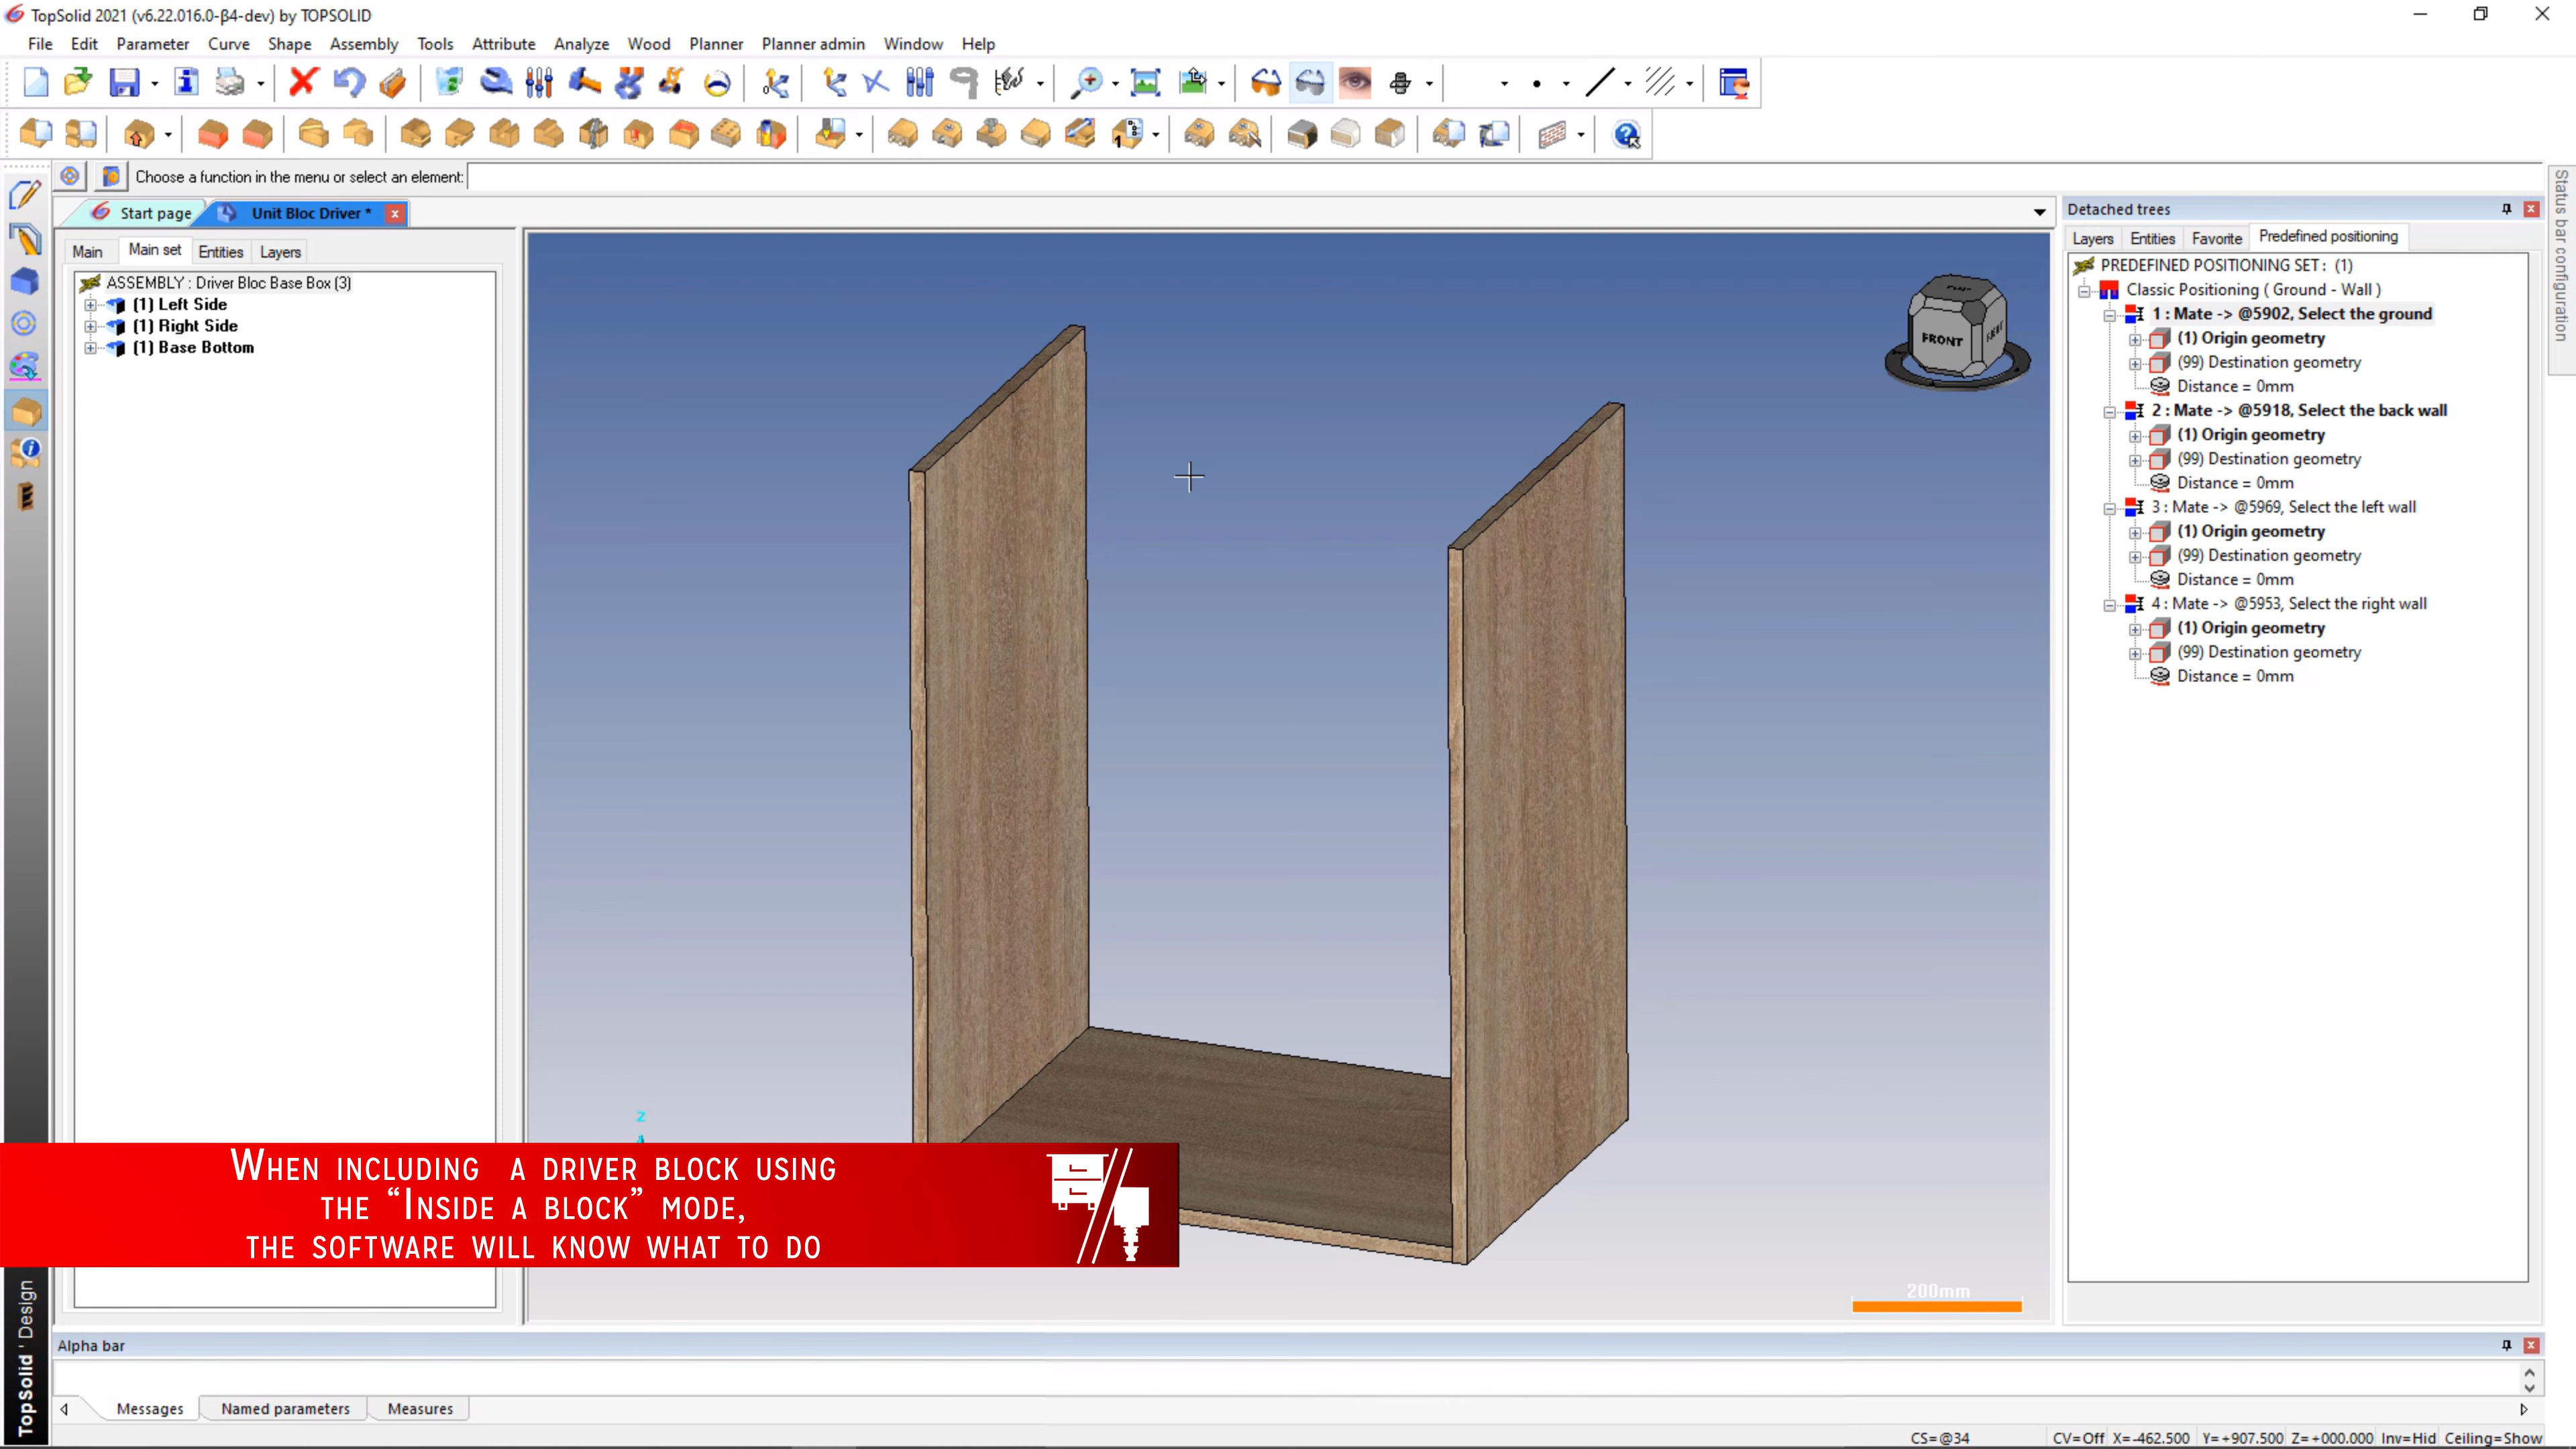 TopSolid 2021 (v6.22.016.0-β4-dev) by TOPSOLID
File Edit Parameter Curve Shape Assembly Tools Attribute Analyze Wood Planner Planner admin Window Help
Choose a function in the menu or select an element:
Start page
Unit Bloc Driver *
Main Main set Entities Layers
ASSEMBLY : Driver Bloc Base Box (3)
(1) Left Side
(1) Right Side
(1) Base Bottom
FRONT
Z
200mm
Detached trees
Layers Entities Favorite Predefined positioning
PREDEFINED POSITIONING SET : (1)
Classic Positioning ( Ground - Wall )
1 : Mate -> @5902, Select the ground
(1) Origin geometry
(99) Destination geometry
Distance = 0mm
2 : Mate -> @5918, Select the back wall
(1) Origin geometry
(99) Destination geometry
Distance = 0mm
3 : Mate -> @5969, Select the left wall
(1) Origin geometry
(99) Destination geometry
Distance = 0mm
4 : Mate -> @5953, Select the right wall
(1) Origin geometry
(99) Destination geometry
Distance = 0mm
Status bar configuration
When including a driver block using
the “Inside a block” mode,
the software will know what to do
TopSolid'Design
Alpha bar
Messages Named parameters Measures
CS=@34 CV=Off X=-462.500 Y=+907.500 Z=+000.000 Inv=Hid Ceiling=Show